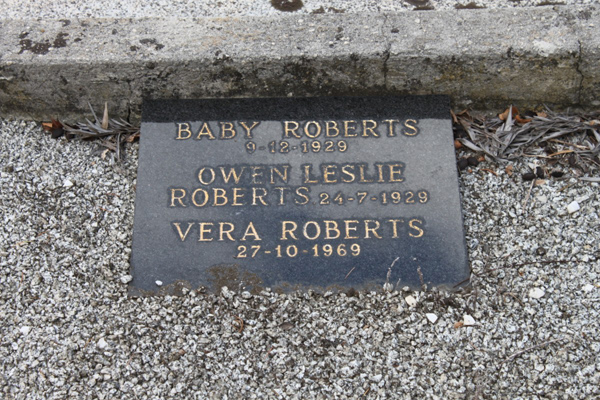 BABY ROBERTS
9-12-1929
OWEN LESLIE
ROBERTS 24-7-1929
VERA ROBERTS
27-10-1969